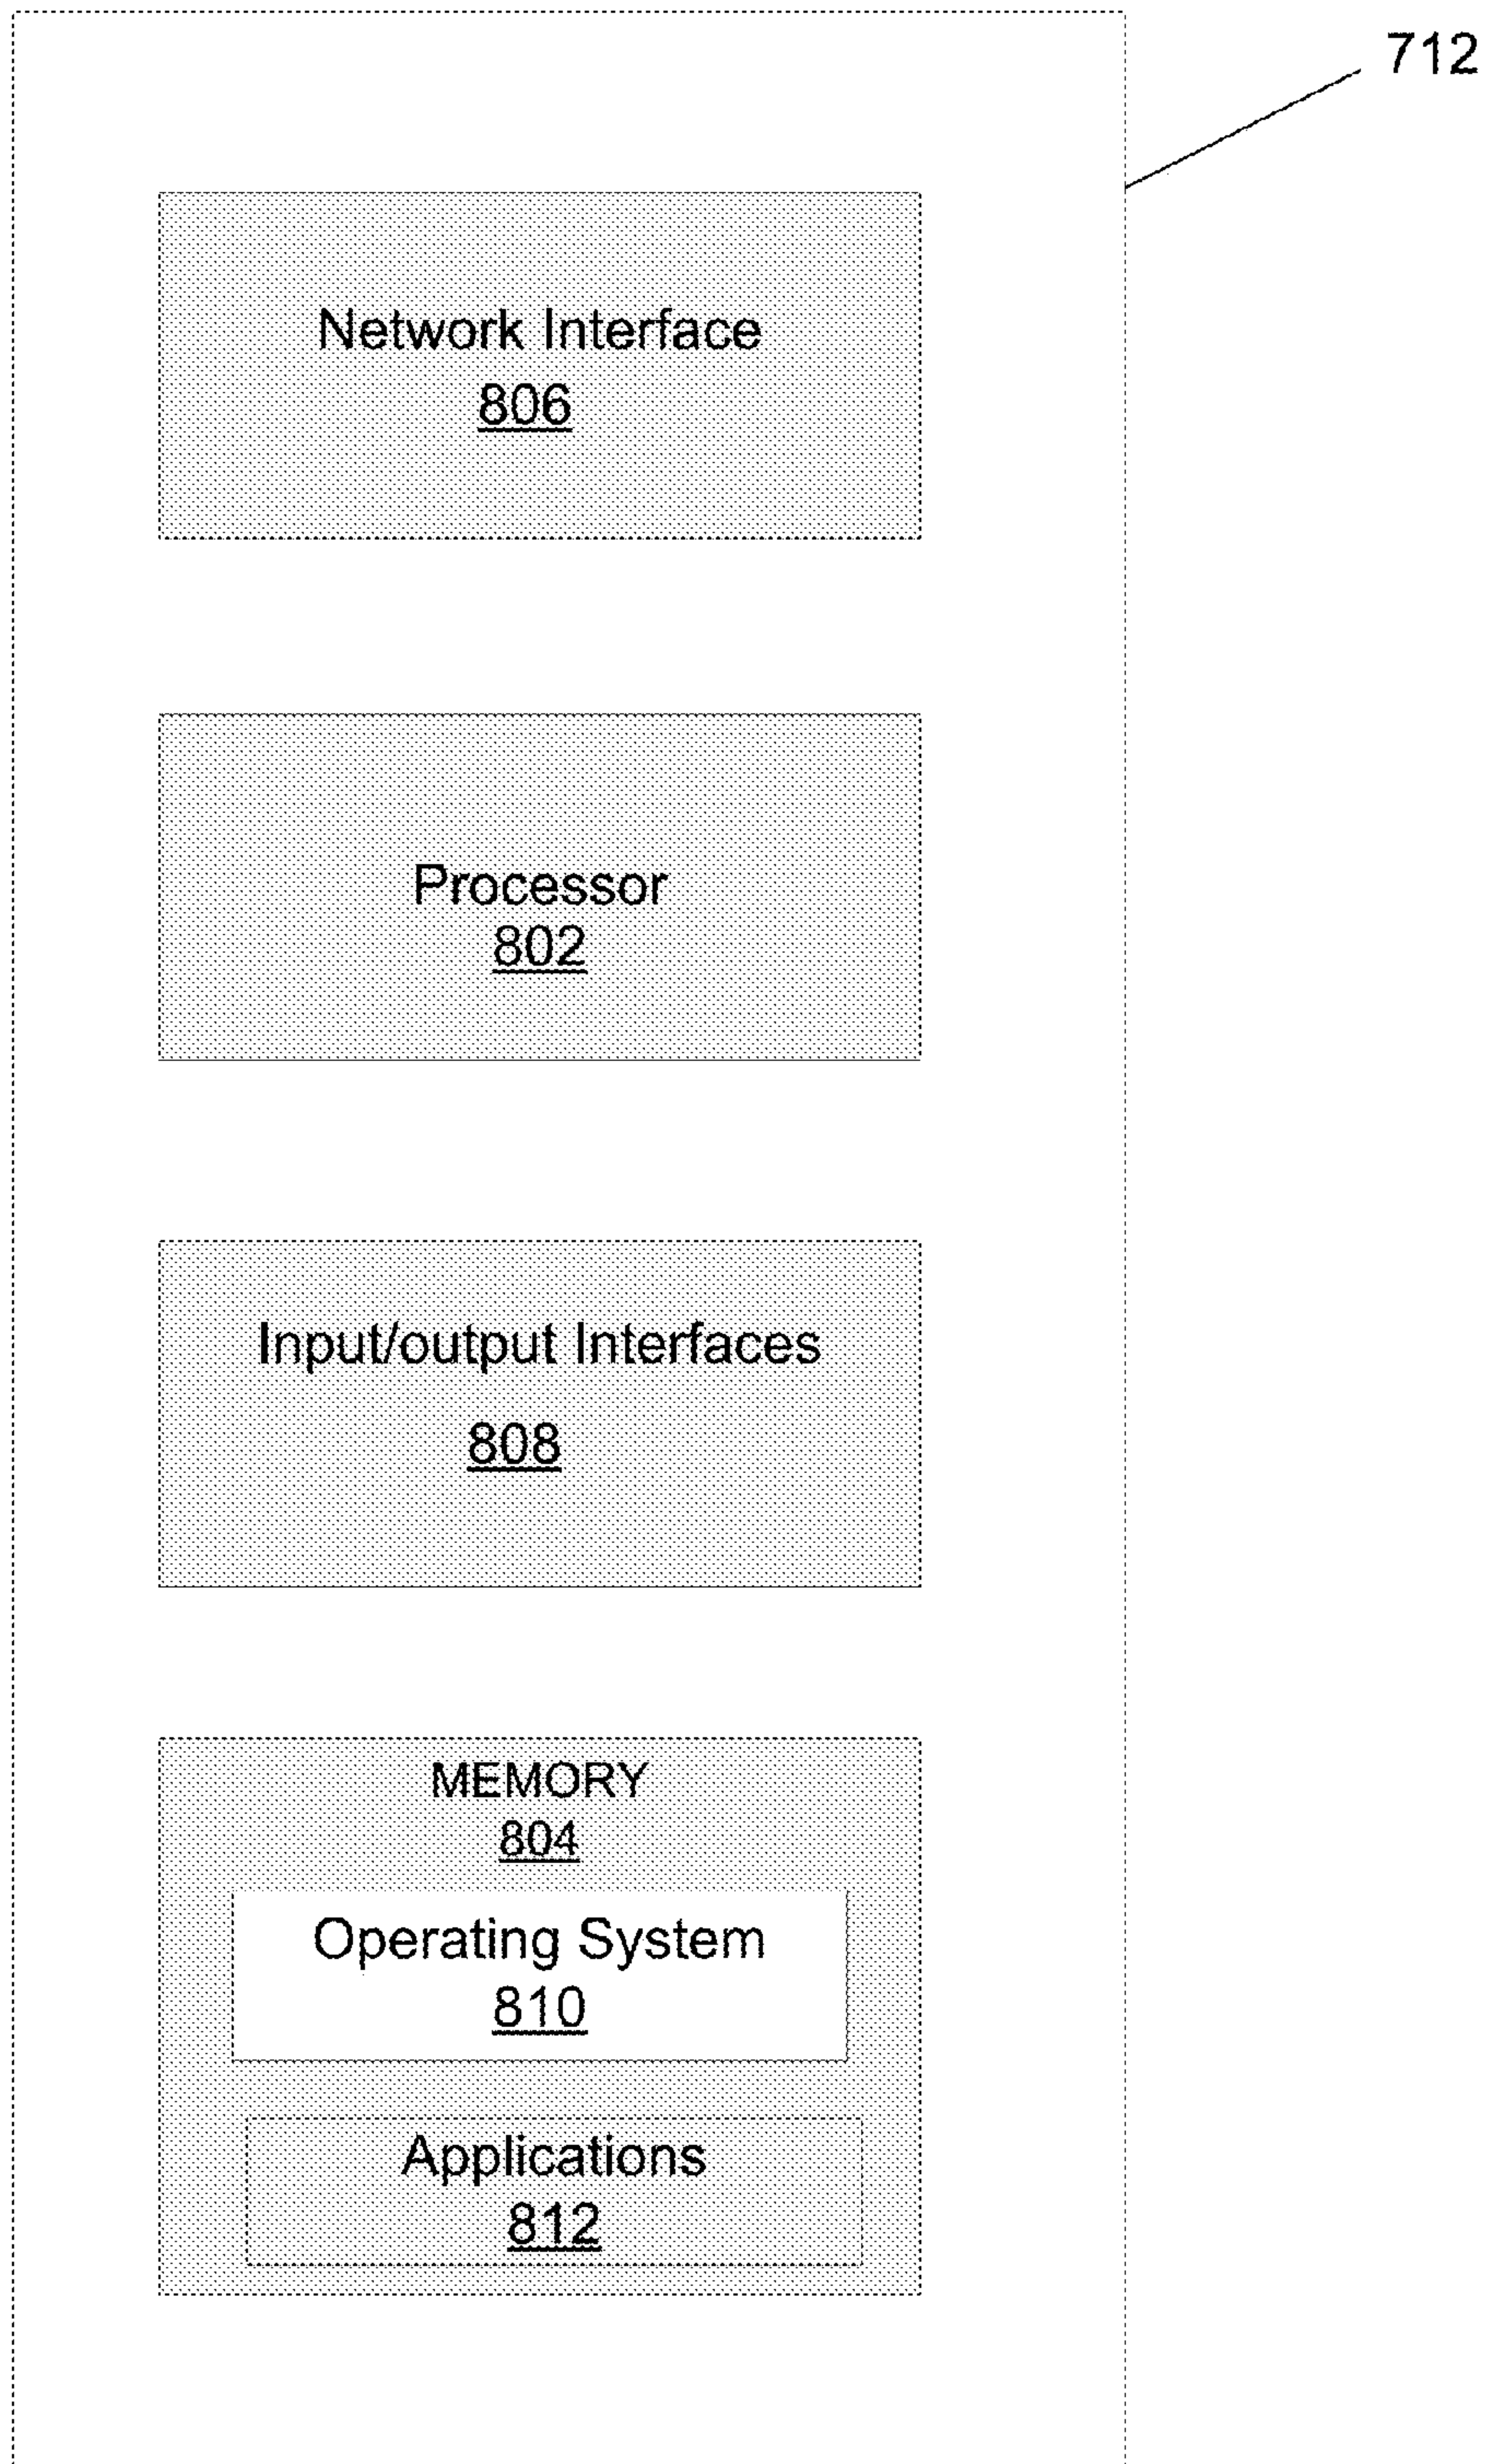 712
Network Interface
806
Processor
802
Input/output Interfaces
808
MEMORY
804
Operating System
810
Applications
812